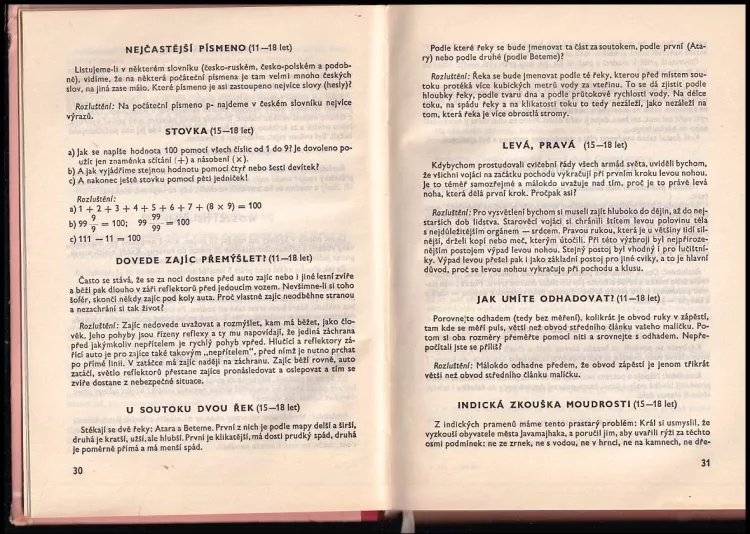 NEJČASTĚJŠÍ PÍSMENO (11—18 let)
Listujeme-li v některém slovníku (česko-ruském, česko-polském a podob-
ně), vidíme, že na některá počáteční písmena je tam velmi mnoho českých
slov, na jiná zase málo. Které písmeno je asi zastoupeno nejvíce slovy (hesly)?
Rozluštění: Na počáteční písmeno p- najdeme v českém slovníku nejvíce
výrazů.
STOVKA (15—18 let)
a) Jak se napíše hodnota 100 pomocí všech číslic od 1 do 9? Je dovoleno po-
užít jen znaménka sčítání (+) a násobení (×).
b) A jak vyjádříme stejnou hodnotu pomocí čtyř nebo šesti devítek?
c) A nakonec ještě stovku pomocí pěti jedniček!
Rozluštění:
a) 1 + 2 + 3 + 4 + 5 + 6 + 7 + (8 × 9) = 100
b) 99 9/9 = 100; 99 99/99 = 100
c) 111 — 11 = 100
DOVEDE ZAJÍC PŘEMÝŠLET? (11—18 let)
Často se stává, že se za noci dostane před auto zajíc nebo i jiné lesní zvíře
a běží pak dlouho v záři reflektorů před jedoucím vozem. Nevšimne-li si toho
šofér, skončí někdy zajíc pod koly auta. Proč vlastně zajíc neodběhne stranou
a nezachrání si tak život?
Rozluštění: Zajíc nedovede uvažovat a rozmýšlet, kam má běžet, jako člo-
věk. Jeho pohyby jsou řízeny reflexy a ty mu napovídají, že jediná záchrana
před jakýmkoliv nepřítelem je rychlý pohyb vpřed. Hlučící a reflektory zá-
řící auto je pro zajíce také takovým „nepřítelem", před nímž je nutno prchat
po přímé linii. V zatáčce má zajíc naději na záchranu. Zajíc běží rovně, auto
zatáčí, světlo reflektorů přestane zajíce pronásledovat a oslepovat a tím se
zvíře dostane z nebezpečné situace.
U SOUTOKU DVOU ŘEK (15—18 let)
Stékají se dvě řeky: Atara a Beteme. První z nich je podle mapy delší a širší,
druhá je kratší, užší, ale hlubší. První je klikatější, má dosti prudký spád, druhá
je poměrně přímá a má menší spád.
30
Podle které řeky se bude jmenovat ta část za soutokem, podle první (Ata-
ry) nebo podle druhé (podle Beteme)?
Rozluštění: Řeka se bude jmenovat podle té řeky, kterou před místem sou-
toku protéká více kubických metrů vody za vteřinu. To se dá zjistit podle
hloubky řeky, podle tvaru dna a podle průtokové rychlosti vody. Na délce
toku, na spádu řeky a na klikatosti toku to tedy nezáleží, jako nezáleží na
tom, která řeka je více obrostlá stromy.
LEVÁ, PRAVÁ (15—18 let)
Kdybychom prostudovali cvičební řády všech armád světa, uviděli bychom,
že všichni vojáci na začátku pochodu vykračují při prvním kroku levou nohou.
Je to téměř samozřejmé a málokdo uvažuje nad tím, proč je to právě levá
noha, která dělá první krok. Pročpak asi?
Rozluštění: Pro vysvětlení bychom si museli zajít hluboko do dějin, až do nej-
starších dob lidstva. Starověcí vojáci si chránili štítem levou polovinu těla
s nejdůležitějším orgánem — srdcem. Pravou rukou, která je u většiny lidí sil-
nější, drželi kopí nebo meč, kterým útočili. Při této výzbroji byl nejpřiroze-
nějším postojem výpad levou nohou. Stejný postoj byl vhodný i pro lučištní-
ky. Výpad levou přešel pak i jako základní postoj pro jiné cviky, a to je hlavní
důvod, proč se levou nohou vykračuje při pochodu a klusu.
JAK UMÍTE ODHADOVAT? (11—18 let)
Porovnejte odhadem (tedy bez měření), kolikrát je obvod ruky v zápěstí,
tam kde se měří puls, větší než obvod středního článku vašeho malíčku. Po-
tom si oba rozměry přeměřte pomocí niti a srovnejte s odhadem. Nepře-
počítali jste se příliš?
Rozluštění: Málokdo odhadne předem, že obvod zápěstí je jenom třikrát
větší než obvod středního článku malíčku.
INDICKÁ ZKOUŠKA MOUDROSTI (15—18 let)
Z indických pramenů máme tento prastarý problém: Král si usmyslil, že
vyzkouší obyvatele města Javamajhaka, a poručil jim, aby uvařili rýži za těchto
osmi podmínek: ne ze zrnek, ne s vodou, ne v hrnci, ne na kamnech, ne dře-
31